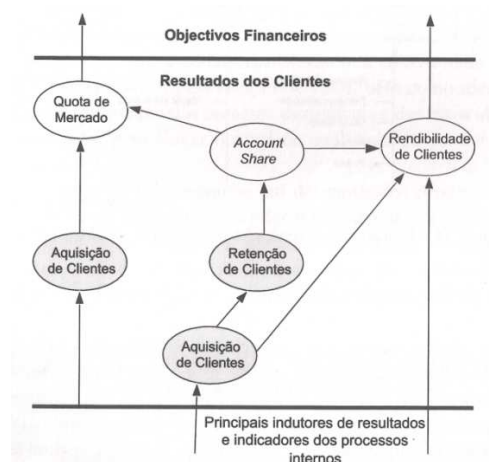 Objectivos Financeiros
Resultados dos Clientes
Quota de
Mercado
Account
Share
Rendibilidade
de Clientes
Aquisição
de Clientes
Retenção
de Clientes
Aquisição
de Clientes
Principais indutores de resultados
e indicadores dos processos
internos